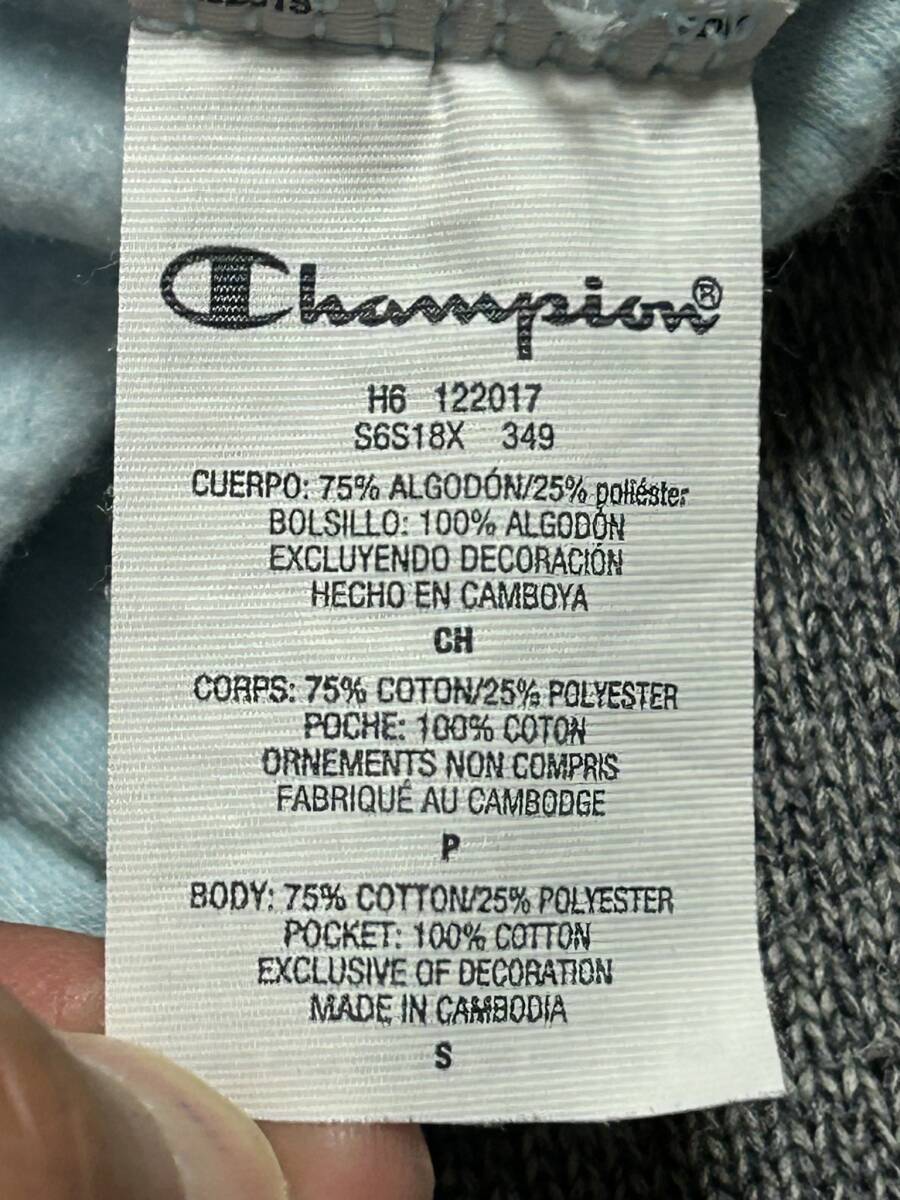 Champion®
H6 122017
S6S18X 349
CUERPO: 75% ALGODÓN/25% poliéster
BOLSILLO: 100% ALGODÓN
EXCLUYENDO DECORACIÓN
HECHO EN CAMBOYA
CH
CORPS: 75% COTON/25% POLYESTER
POCHE: 100% COTON
ORNEMENTS NON COMPRIS
FABRIQUÉ AU CAMBODGE
P
BODY: 75% COTTON/25% POLYESTER
POCKET: 100% COTTON
EXCLUSIVE OF DECORATION
MADE IN CAMBODIA
S